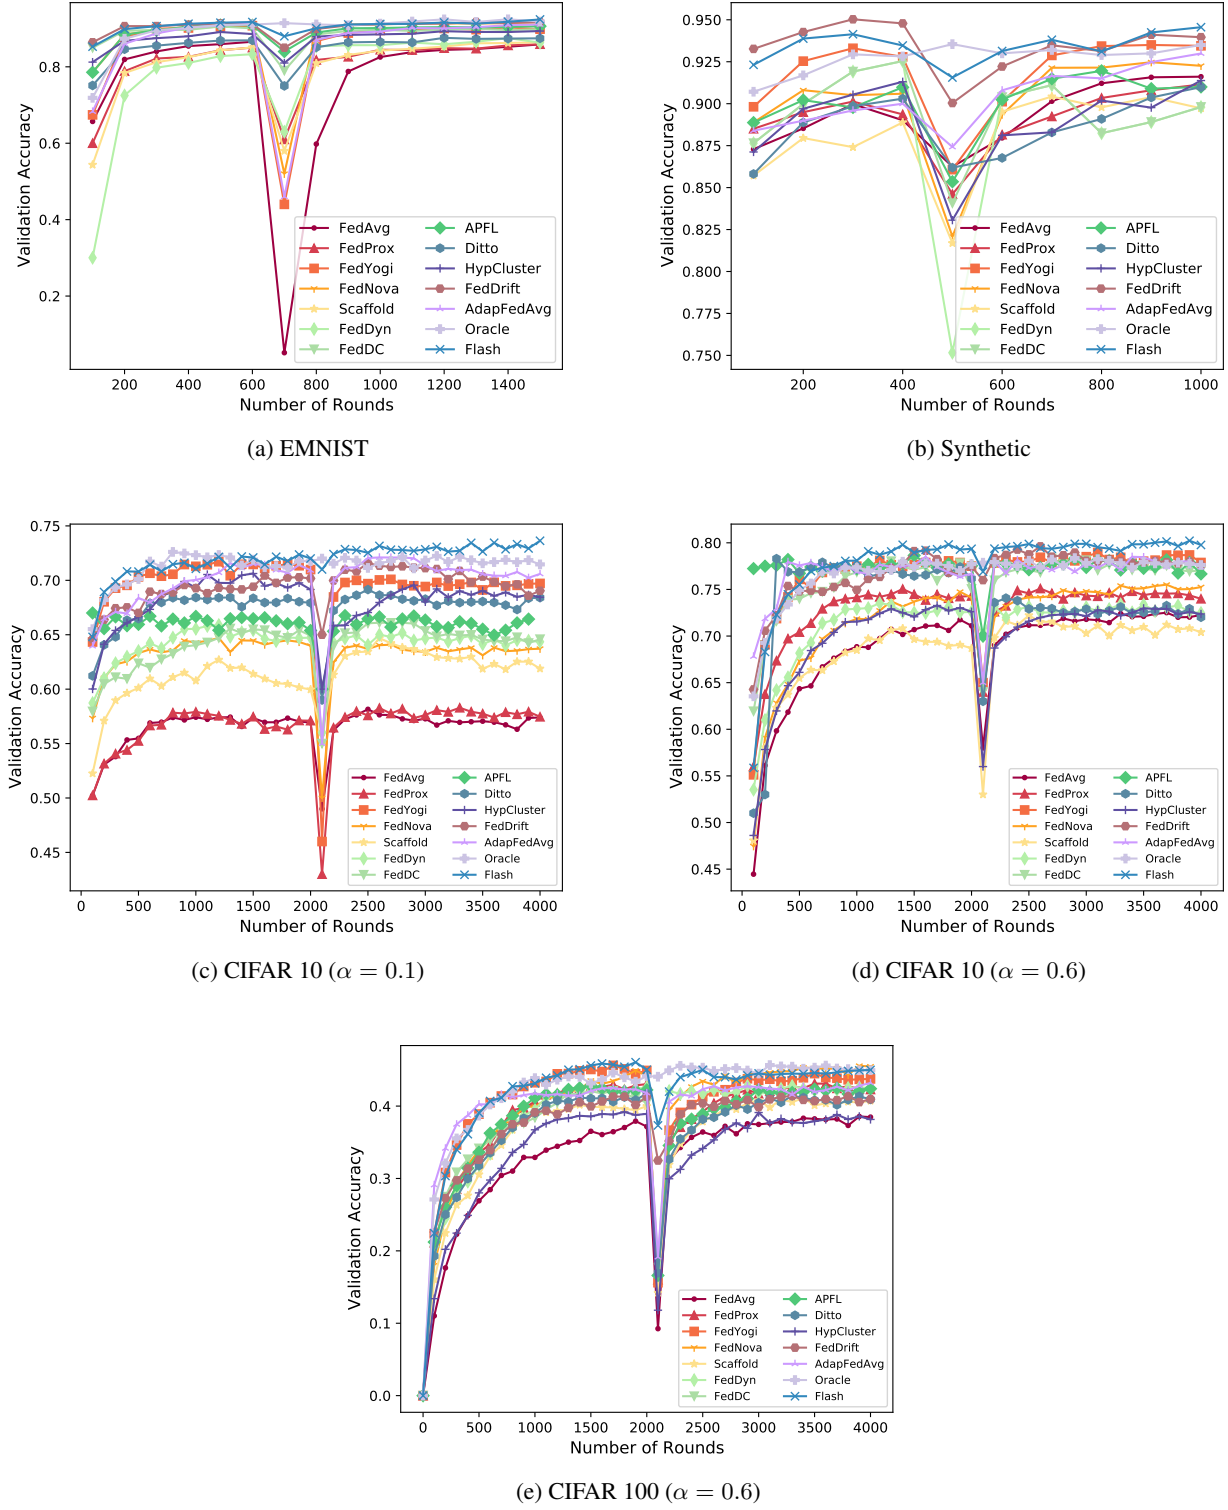 0.8
0.6
0.4
0.2
Validation Accuracy
200 400 600 800 1000 1200 1400
Number of Rounds
FedAvg
FedProx
FedYogi
FedNova
Scaffold
FedDyn
FedDC
APFL
Ditto
HypCluster
FedDrift
AdapFedAvg
Oracle
Flash
(a) EMNIST
0.950
0.925
0.900
0.875
0.850
0.825
0.800
0.775
0.750
Validation Accuracy
200 400 600 800 1000
Number of Rounds
FedAvg
FedProx
FedYogi
FedNova
Scaffold
FedDyn
FedDC
APFL
Ditto
HypCluster
FedDrift
AdapFedAvg
Oracle
Flash
(b) Synthetic
0.75
0.70
0.65
0.60
0.55
0.50
0.45
Validation Accuracy
0 500 1000 1500 2000 2500 3000 3500 4000
Number of Rounds
FedAvg
FedProx
FedYogi
FedNova
Scaffold
FedDyn
FedDC
APFL
Ditto
HypCluster
FedDrift
AdapFedAvg
Oracle
Flash
(c) CIFAR 10 (α = 0.1)
0.80
0.75
0.70
0.65
0.60
0.55
0.50
0.45
Validation Accuracy
0 500 1000 1500 2000 2500 3000 3500 4000
Number of Rounds
FedAvg
FedProx
FedYogi
FedNova
Scaffold
FedDyn
FedDC
APFL
Ditto
HypCluster
FedDrift
AdapFedAvg
Oracle
Flash
(d) CIFAR 10 (α = 0.6)
0.4
0.3
0.2
0.1
0.0
Validation Accuracy
0 500 1000 1500 2000 2500 3000 3500 4000
Number of Rounds
FedAvg
FedProx
FedYogi
FedNova
Scaffold
FedDyn
FedDC
APFL
Ditto
HypCluster
FedDrift
AdapFedAvg
Oracle
Flash
(e) CIFAR 100 (α = 0.6)